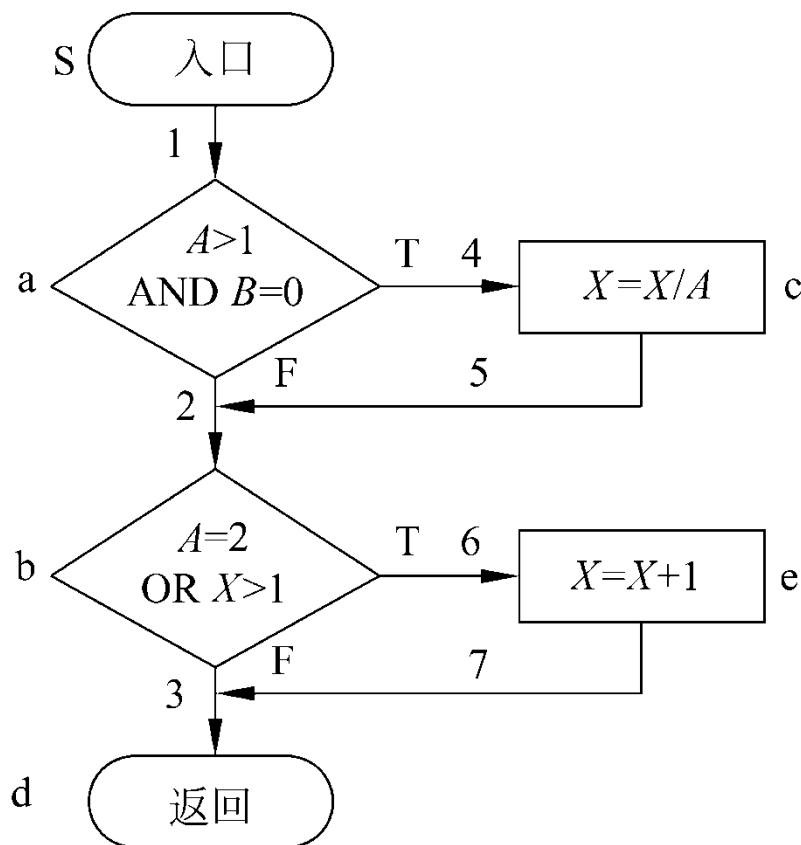 S
入口
1
A>1
AND B=0
a
T
4
X=X/A
c
F
5
2
A=2
OR X>1
b
T
6
X=X+1
e
F
7
3
d
返回